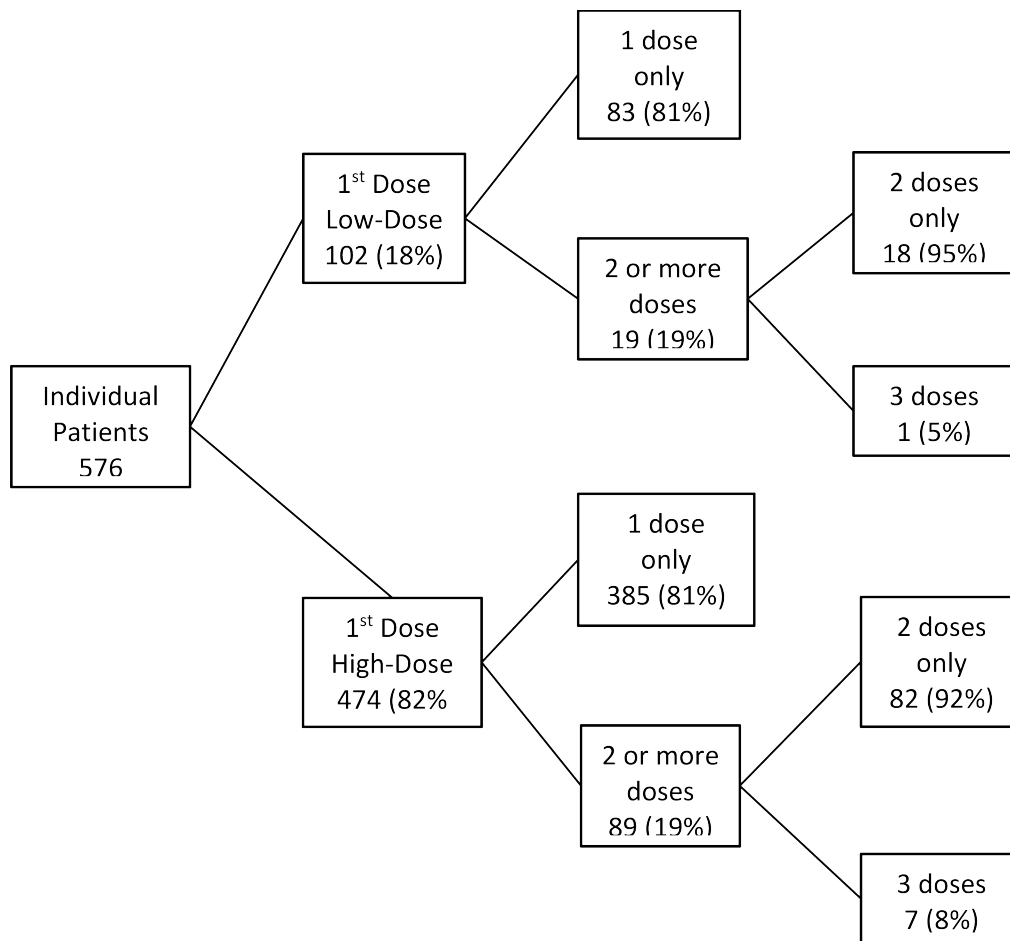 1 dose
only
83 (81%)
1st Dose
Low-Dose
102 (18%)
2 doses
only
18 (95%)
2 or more
doses
19 (19%)
Individual
Patients
576
3 doses
1 (5%)
1 dose
only
385 (81%)
1st Dose
High-Dose
474 (82%
2 doses
only
82 (92%)
2 or more
doses
89 (19%)
3 doses
7 (8%)